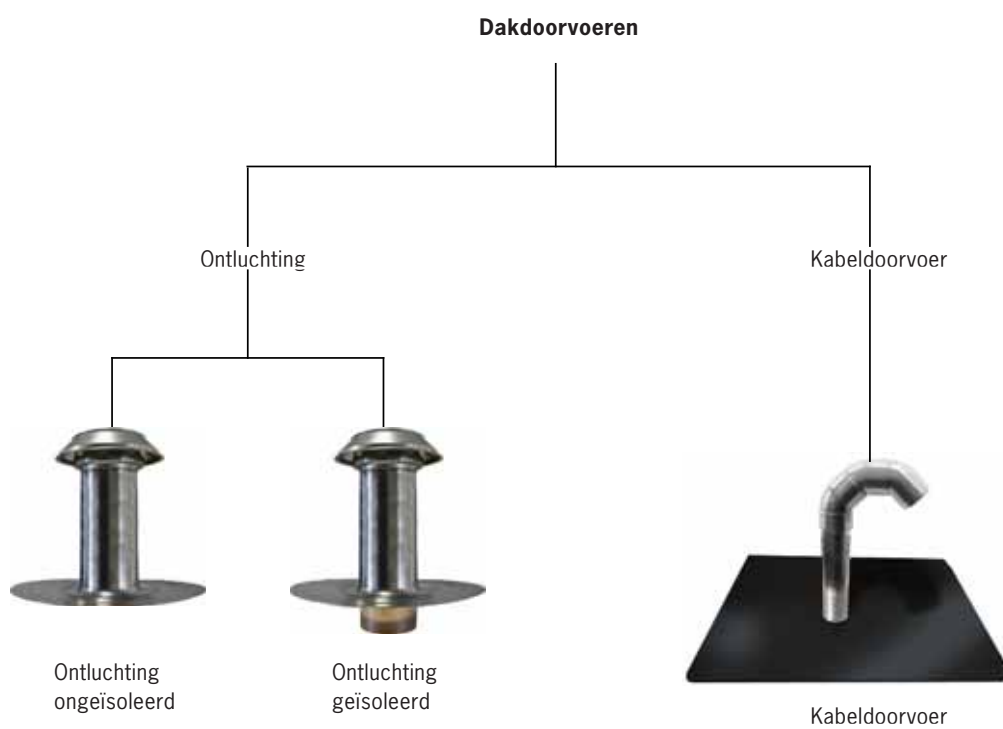 Dakdoorvoeren
Ontluchting
Kabeldoorvoer
Ontluchting
ongeïsoleerd
Ontluchting
geïsoleerd
Kabeldoorvoer